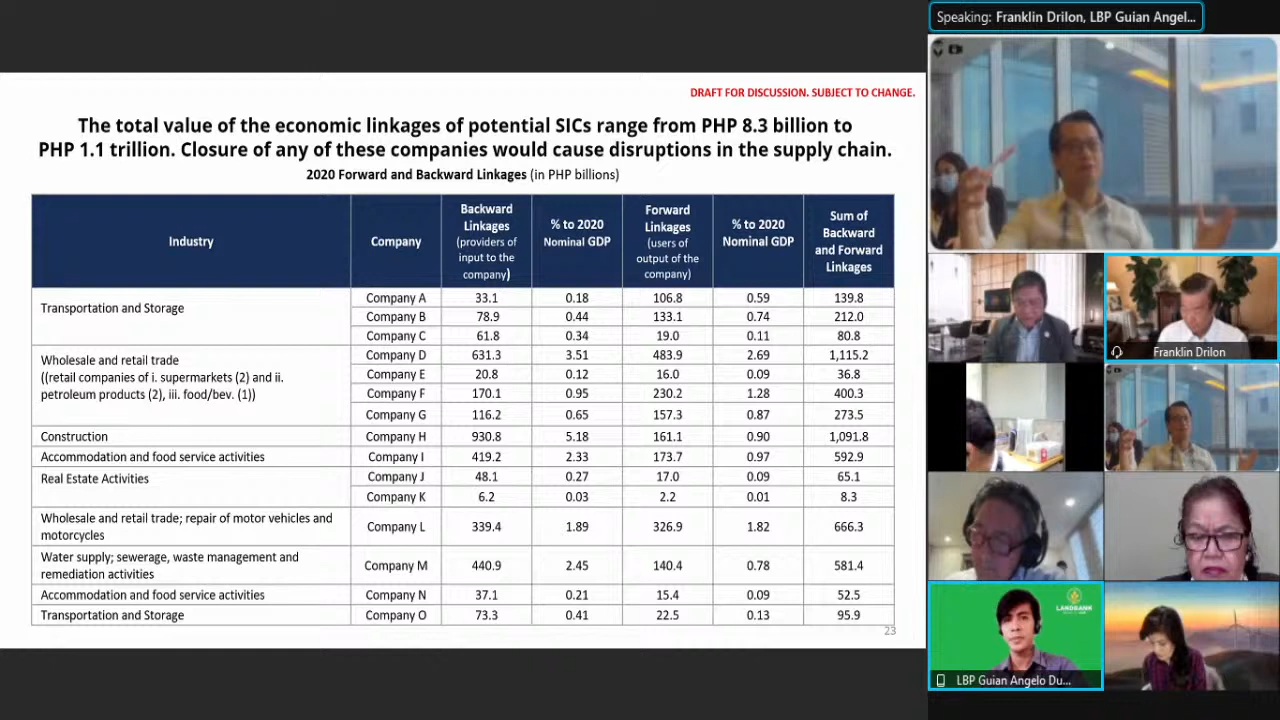 Speaking: Franklin Drilon, LBP Guian Angel...
DRAFT FOR DISCUSSION. SUBJECT TO CHANGE.
The total value of the economic linkages of potential SICs range from PHP 8.3 billion to
PHP 1.1 trillion. Closure of any of these companies would cause disruptions in the supply chain.
2020 Forward and Backward Linkages (in PHP billions)
Industry
Company
Backward
Linkages
(providers of
input to the
company)
% to 2020
Nominal GDP
Forward
Linkages
(users of
output of the
company)
% to 2020
Nominal GDP
Sum of
Backward
and Forward
Linkages
Transportation and Storage
Company A 33.1 0.18 106.8 0.59 139.8
Company B 78.9 0.44 133.1 0.74 212.0
Company C 61.8 0.34 19.0 0.11 80.8
Wholesale and retail trade
((retail companies of i. supermarkets (2) and ii.
petroleum products (2), iii. food/bev. (1))
Company D 631.3 3.51 483.9 2.69 1,115.2
Company E 20.8 0.12 16.0 0.09 36.8
Company F 170.1 0.95 230.2 1.28 400.3
Company G 116.2 0.65 157.3 0.87 273.5
Construction Company H 930.8 5.18 161.1 0.90 1,091.8
Accommodation and food service activities Company I 419.2 2.33 173.7 0.97 592.9
Real Estate Activities Company J 48.1 0.27 17.0 0.09 65.1
Company K 6.2 0.03 2.2 0.01 8.3
Wholesale and retail trade; repair of motor vehicles and
motorcycles
Company L 339.4 1.89 326.9 1.82 666.3
Water supply; sewerage, waste management and
remediation activities
Company M 440.9 2.45 140.4 0.78 581.4
Accommodation and food service activities Company N 37.1 0.21 15.4 0.09 52.5
Transportation and Storage Company O 73.3 0.41 22.5 0.13 95.9
23
Franklin Drilon
LANDBANK
LBP Guian Angelo Du...